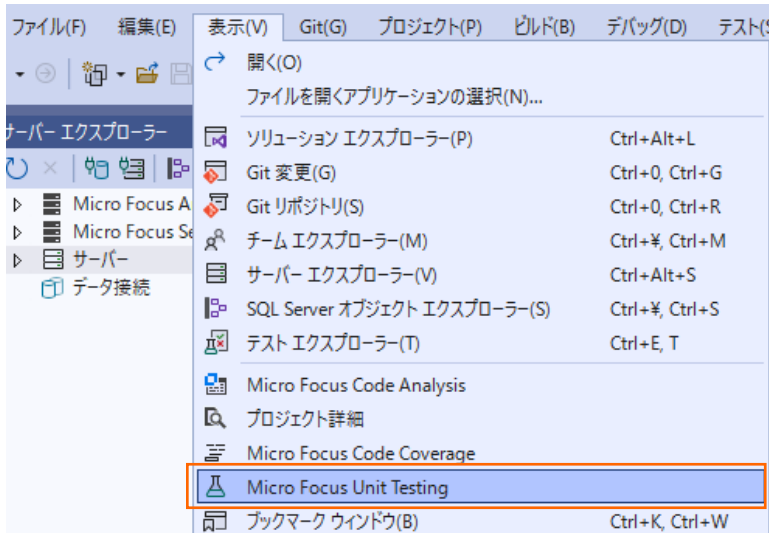 ファイル(F) 編集(E) 表示(V) Git(G) プロジェクト(P) ビルド(B) デバッグ(D) テスト(S
開く(O)
ファイルを開くアプリケーションの選択(N)...
サーバー エクスプローラー
ソリューション エクスプローラー(P) Ctrl+Alt+L
Git 変更(G) Ctrl+0, Ctrl+G
Micro Focus A
Git リポジトリ(S) Ctrl+0, Ctrl+R
Micro Focus Se
チーム エクスプローラー(M) Ctrl+¥, Ctrl+M
サーバー
サーバー エクスプローラー(V) Ctrl+Alt+S
データ接続
SQL Server オブジェクト エクスプローラー(S) Ctrl+¥, Ctrl+S
テスト エクスプローラー(T) Ctrl+E, T
Micro Focus Code Analysis
プロジェクト詳細
Micro Focus Code Coverage
Micro Focus Unit Testing
ブックマーク ウィンドウ(B) Ctrl+K, Ctrl+W